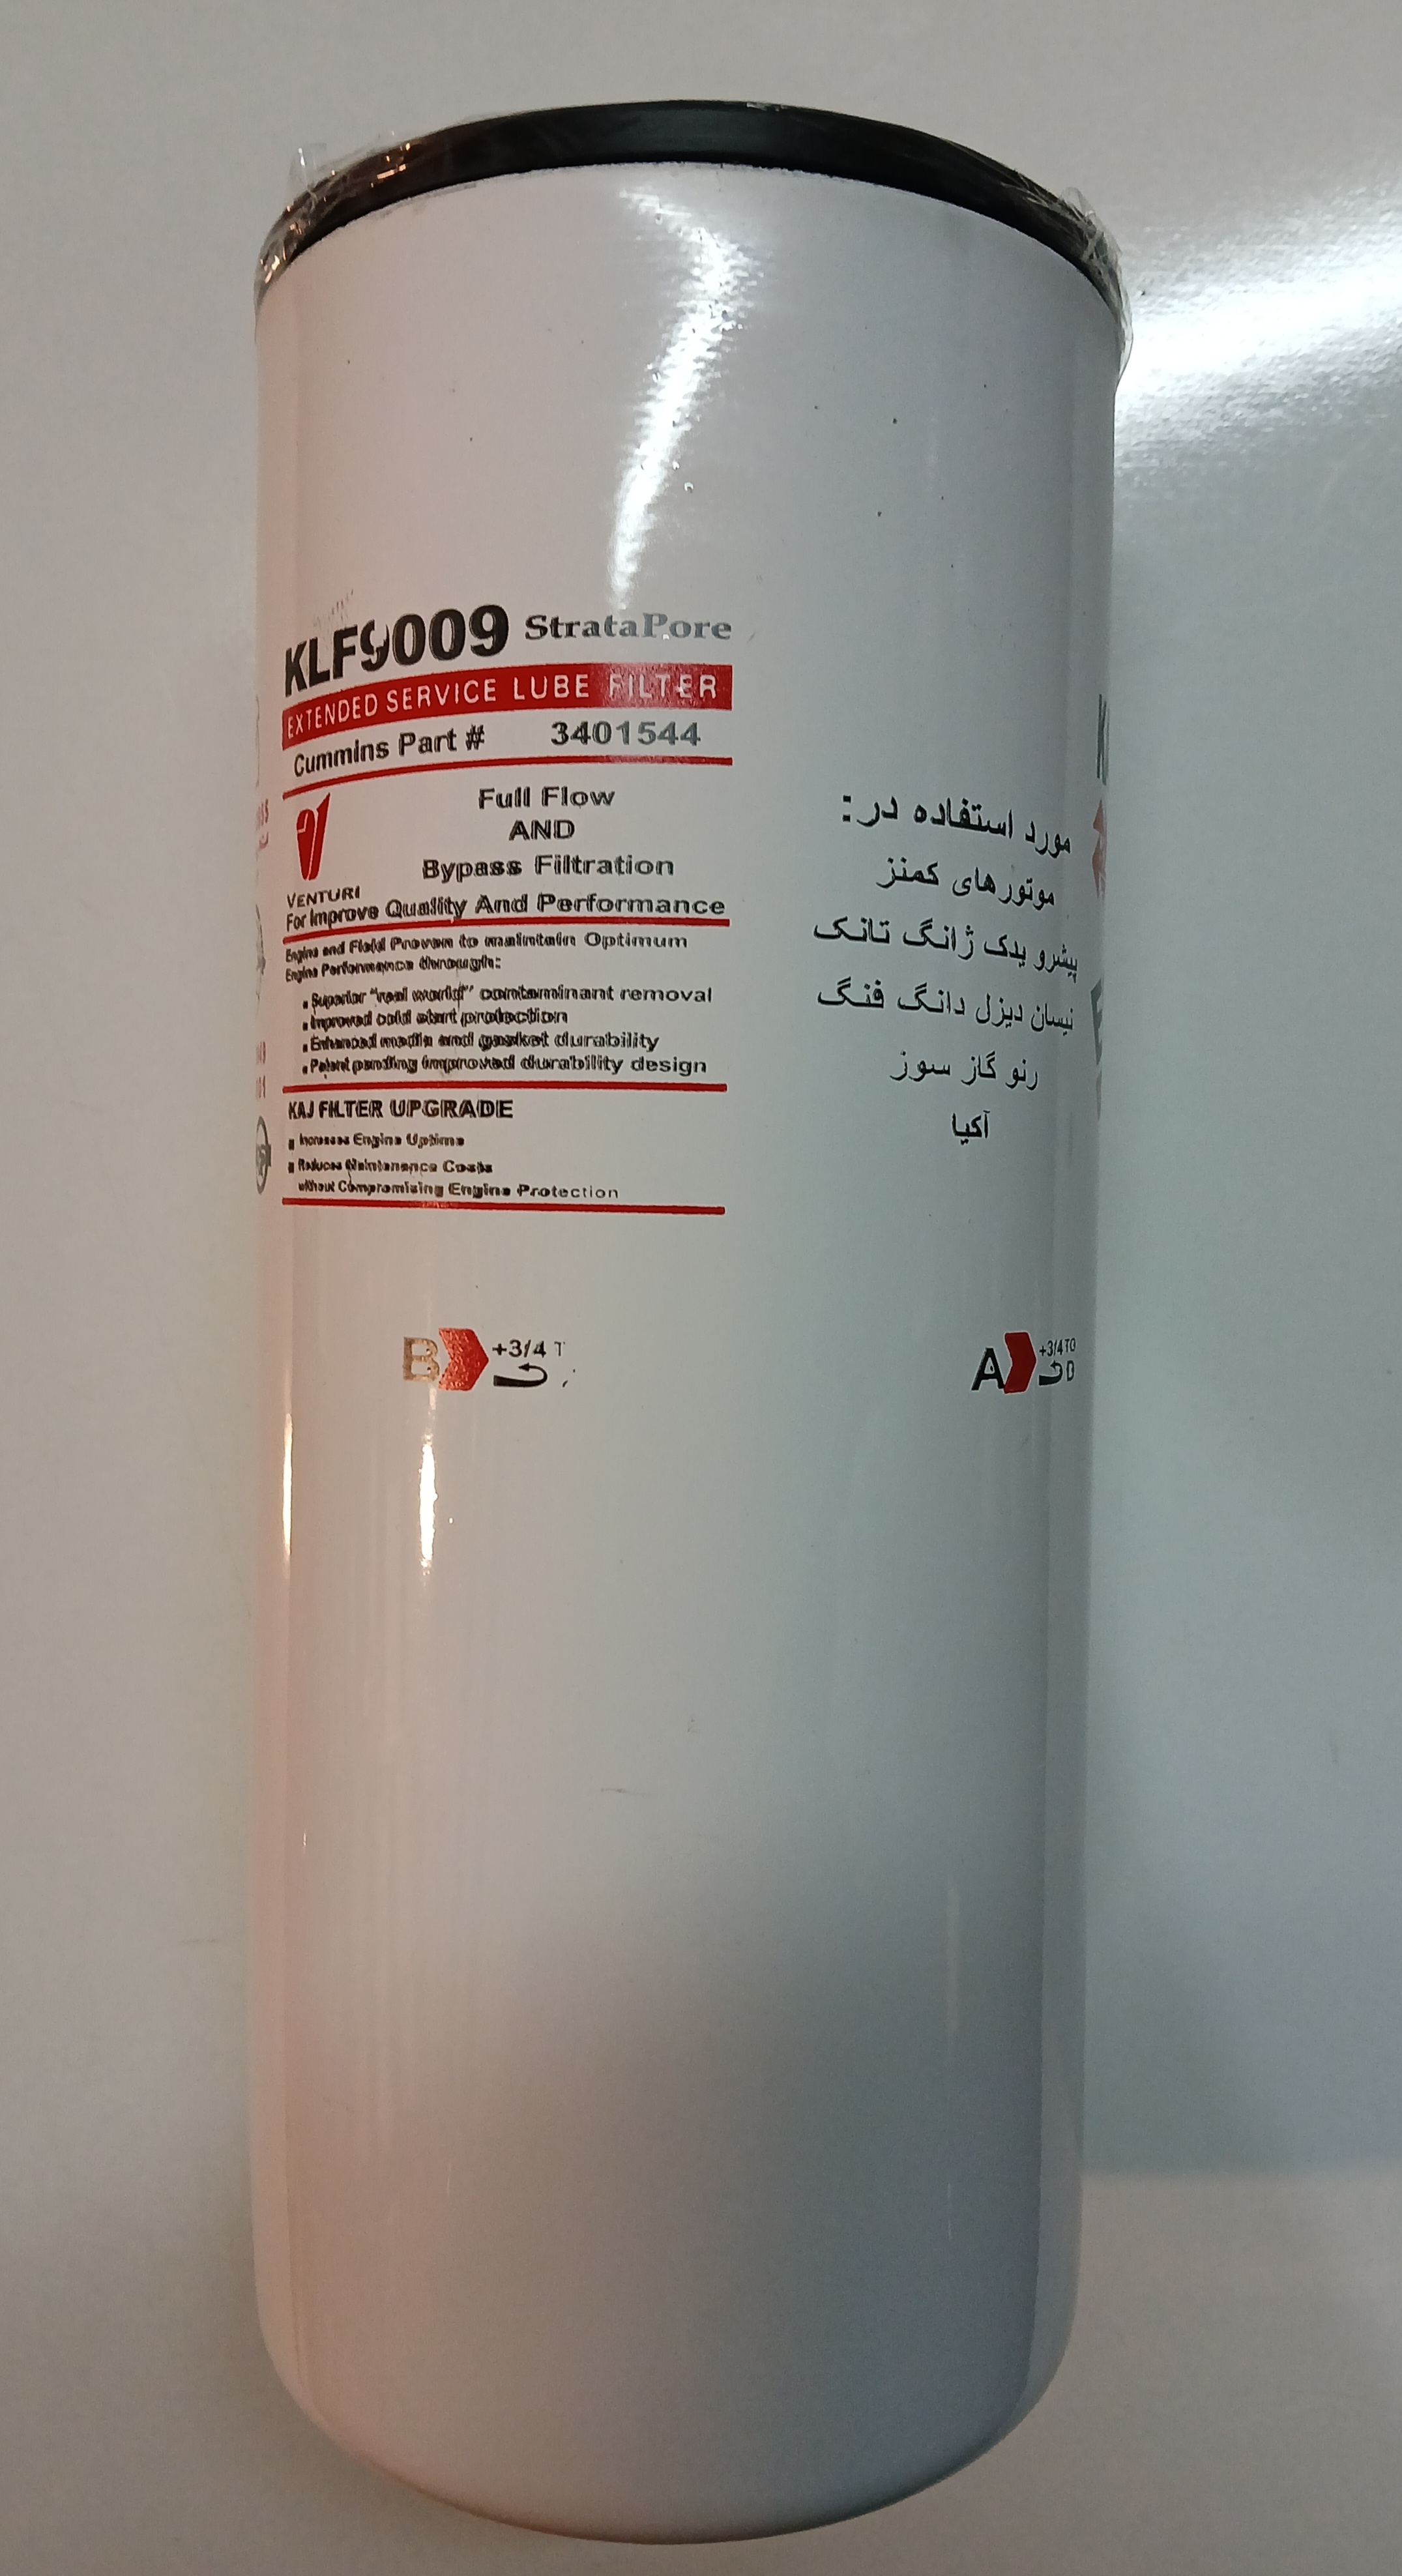 KLF9009 StrataPore
EXTENDED SERVICE LUBE FILTER
Cummins Part # 3401544
Full Flow
AND
Bypass Filtration
VENTURI
For Improve Quality And Performance
Engine and Field Proven to maintain Optimum
Engine Performance through:
▪ Superior "real world" contaminant removal
▪ Improved cold start protection
▪ Enhanced media and gasket durability
▪ Patent pending improved durability design
KAJ FILTER UPGRADE
▪ Increases Engine Uptime
▪ Reduces Maintenance Costs
without Compromising Engine Protection
مورد استفاده در:
موتورهای کمنز
پیشرو یدک ژانگ تانک
نیسان دیزل دانگ فنگ
رنو گاز سوز
آکیا
B +3/4 T
A +3/4 TO